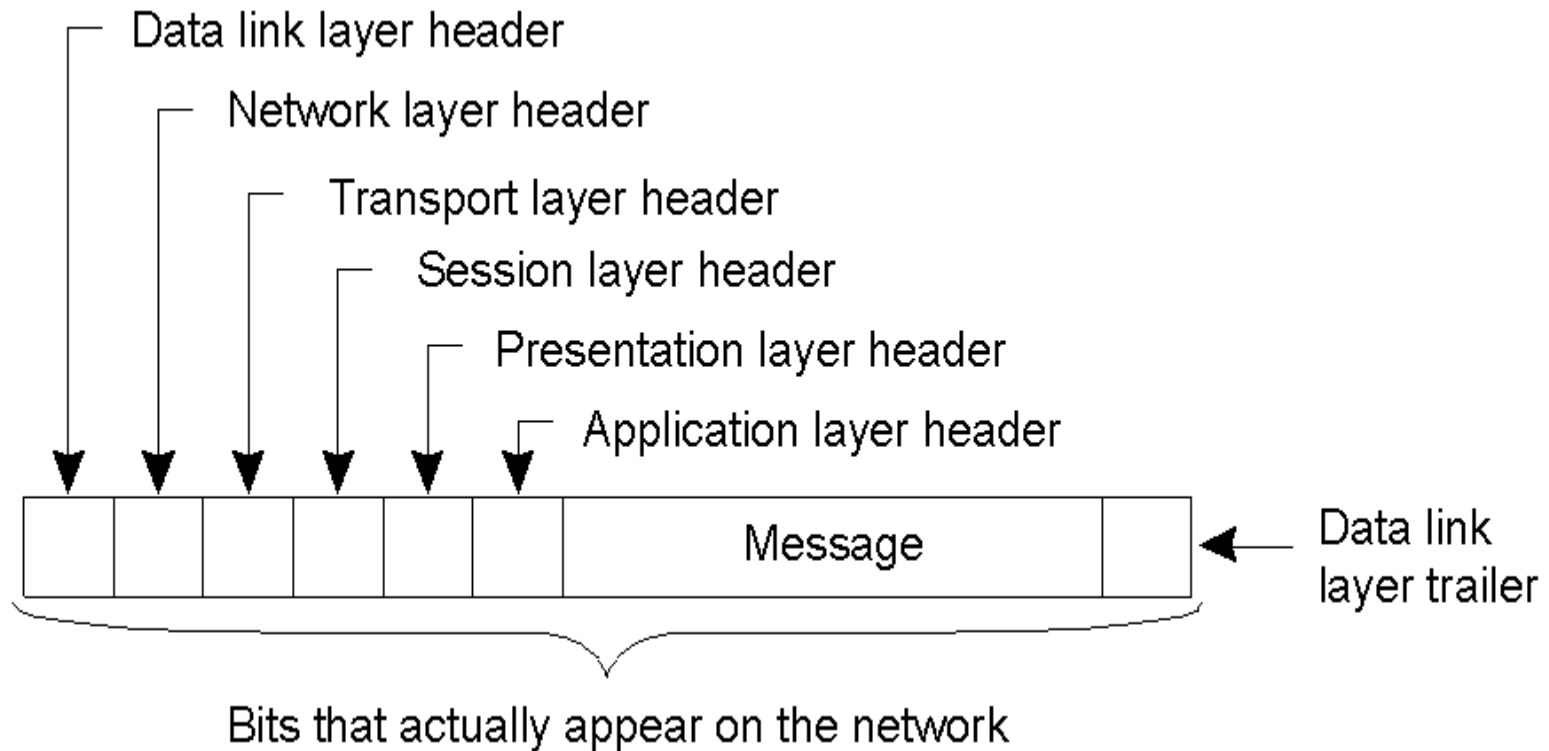 Data link layer header
Network layer header
Transport layer header
Session layer header
Presentation layer header
Application layer header
Message
Data link
layer trailer
Bits that actually appear on the network